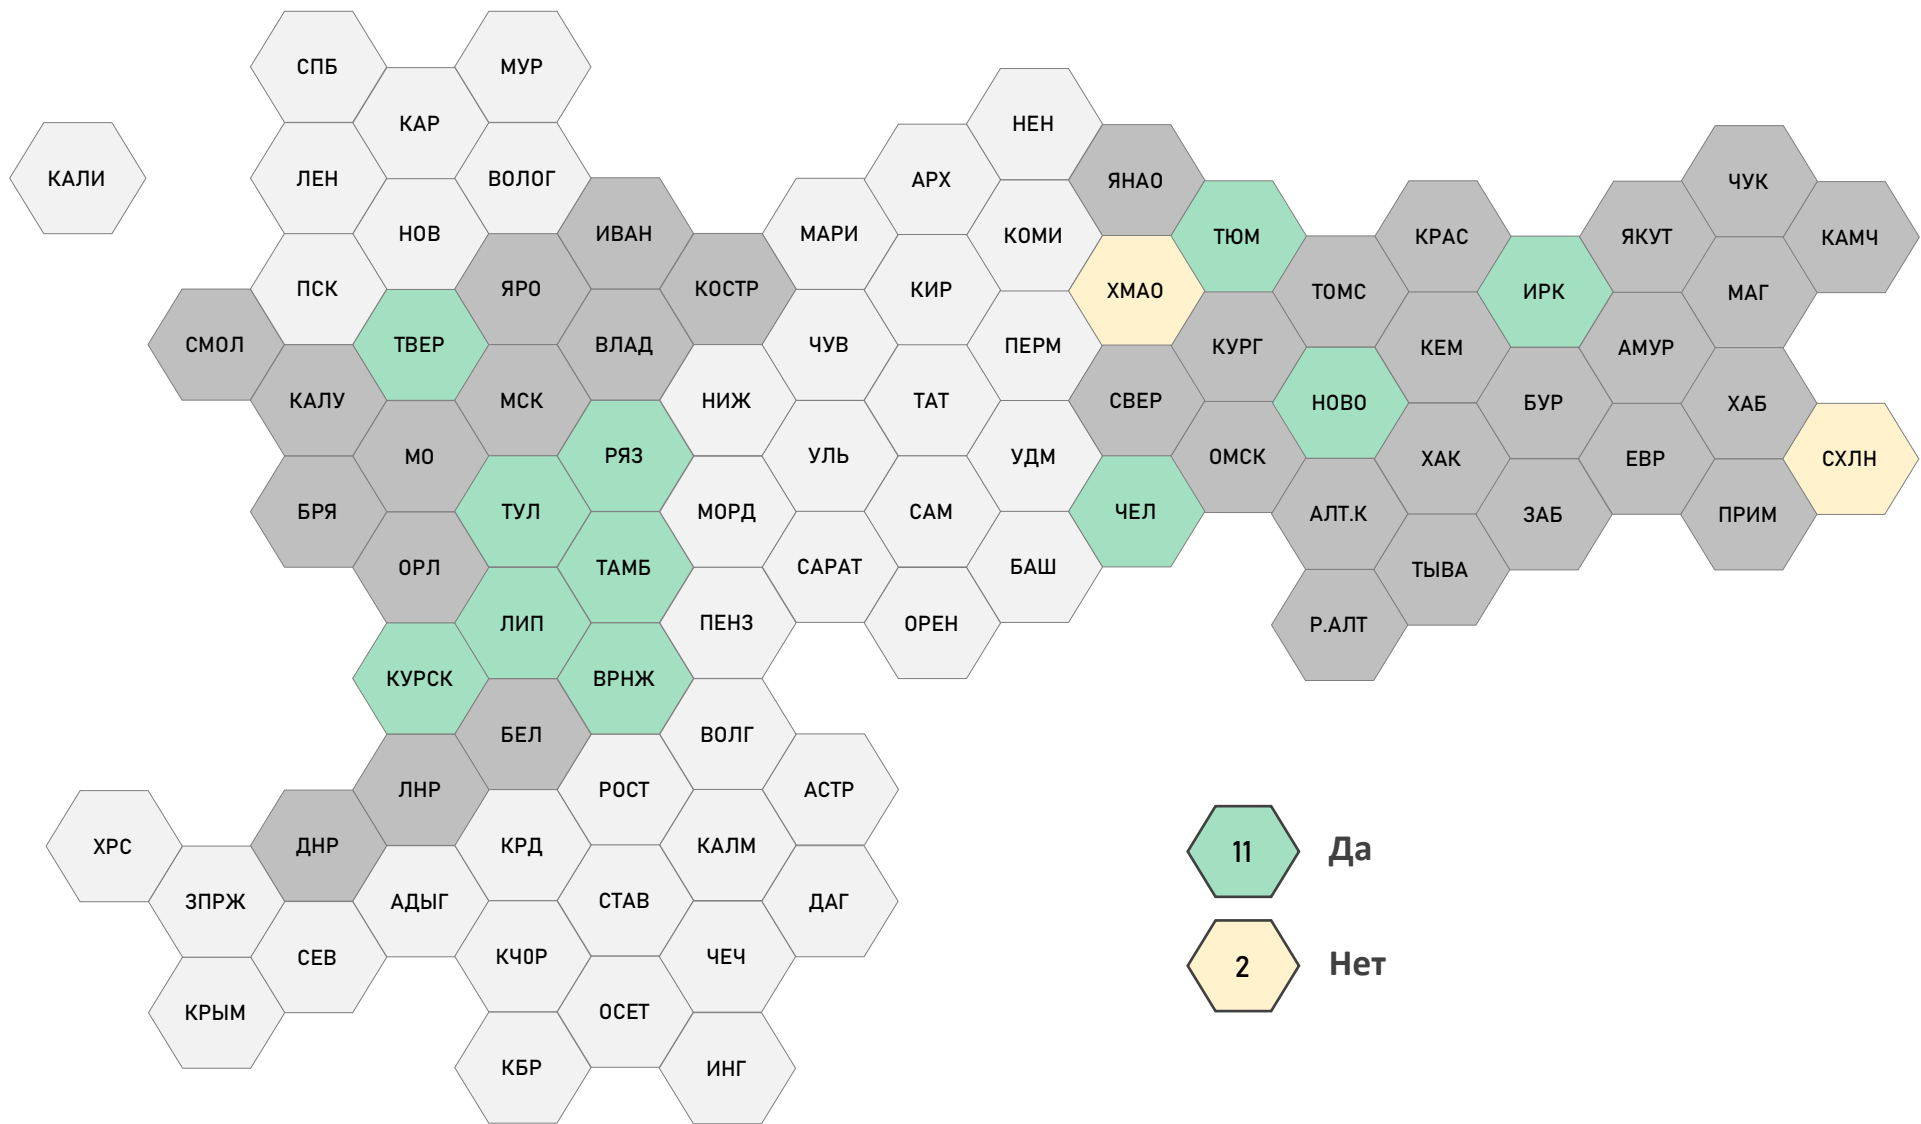 СПБ
МУР
КАР
НЕН
КАЛИ
ЛЕН
ВОЛОГ
АРХ
ЯНАО
ЧУК
НОВ
ИВАН
МАРИ
КОМИ
ТЮМ
КРАС
ЯКУТ
КАМЧ
ПСК
ЯРО
КОСТР
КИР
ХМАО
ТОМС
ИРК
МАГ
СМОЛ
ТВЕР
ВЛАД
ЧУВ
ПЕРМ
КУРГ
КЕМ
АМУР
КАЛУ
МСК
НИЖ
ТАТ
СВЕР
НОВО
БУР
ХАБ
МО
РЯЗ
УЛЬ
УДМ
ОМСК
ХАК
ЕВР
СХЛН
БРЯ
ТУЛ
МОРД
САМ
ЧЕЛ
АЛТ.К
ЗАБ
ПРИМ
ОРЛ
ТАМБ
САРАТ
БАШ
ТЫВА
ЛИП
ПЕНЗ
ОРЕН
Р.АЛТ
КУРСК
ВРНЖ
БЕЛ
ВОЛГ
ЛНР
РОСТ
АСТР
ХРС
ДНР
КРД
КАЛМ
11 Да
ЗПРЖ
АДЫГ
СТАВ
ДАГ
СЕВ
КЧОР
ЧЕЧ
2 Нет
КРЫМ
ОСЕТ
КБР
ИНГ